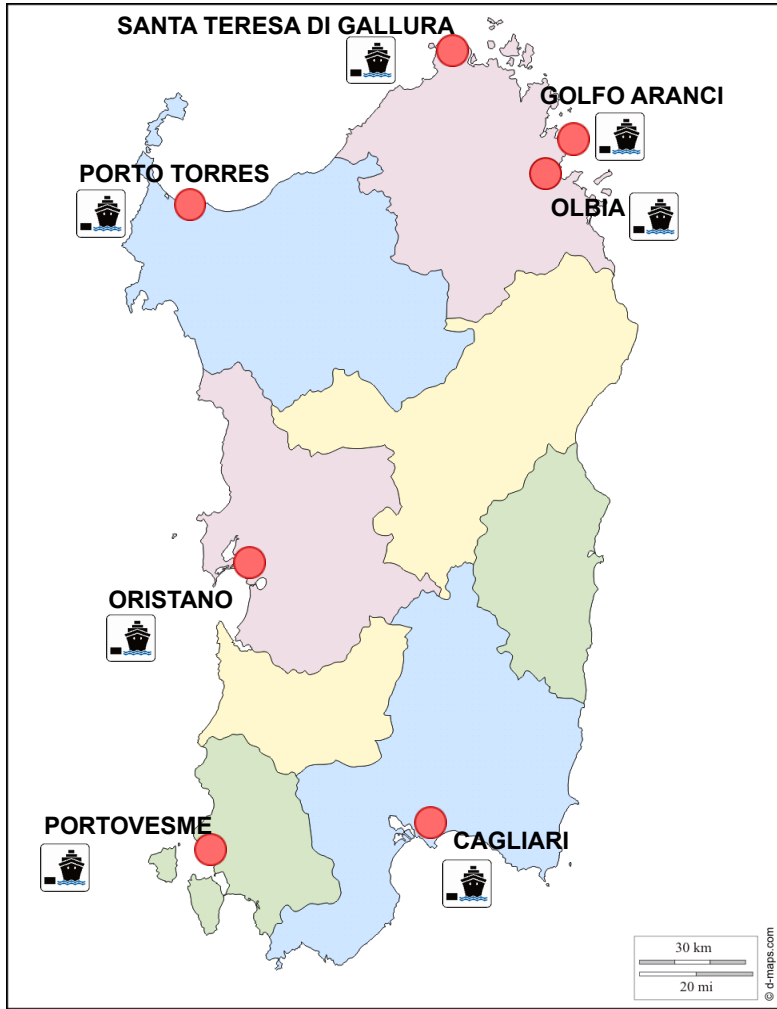 SANTA TERESA DI GALLURA
GOLFO ARANCI
PORTO TORRES
OLBIA
ORISTANO
PORTOVESME
CAGLIARI
30 km
20 mi
© d-maps.com